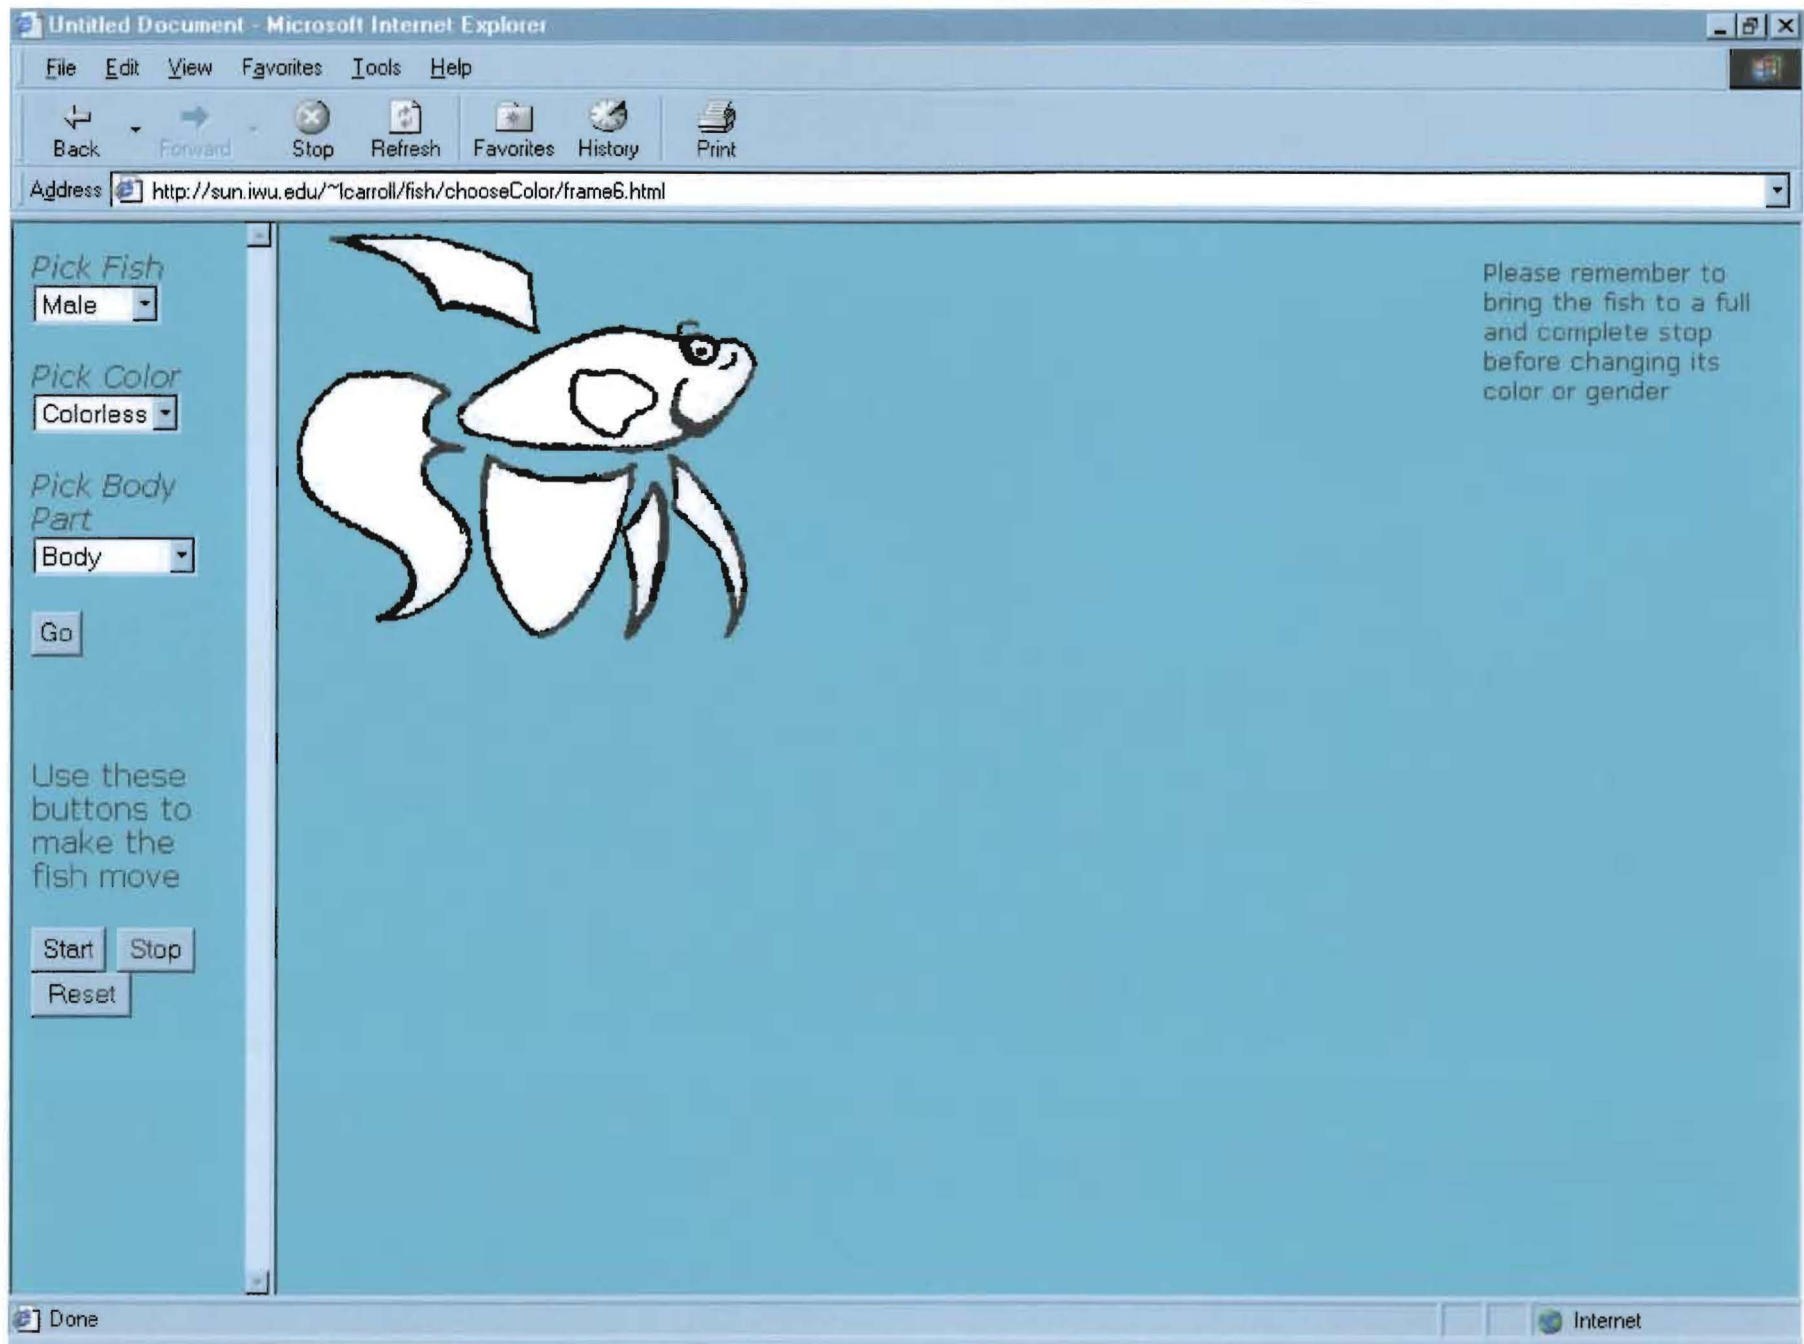 Untitled Document - Microsoft Internet Explorer
File Edit View Favorites Tools Help
Back Forward Stop Refresh Favorites History Print
Address http://sun.iwu.edu/~lcarroll/fish/chooseColor/frame6.html
Pick Fish
Male
Pick Color
Colorless
Pick Body
Part
Body
Go
Use these
buttons to
make the
fish move
Start Stop
Reset
Please remember to
bring the fish to a full
and complete stop
before changing its
color or gender
Done
Internet